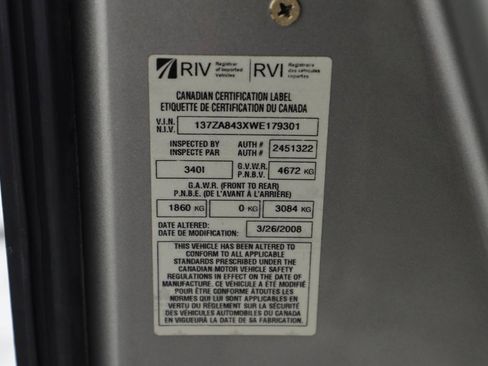 RIV Registrar of Imported Vehicles RVI Registraire des véhicules importés
CANADIAN CERTIFICATION LABEL
ETIQUETTE DE CERTIFICATION DU CANADA
V.I.N. 137ZA843XWE179301
N.I.V.
INSPECTED BY AUTH # 2451322
INSPECTE PAR AUTH #
340I G.V.W.R. 4672 KG
P.N.B.V.
G.A.W.R. (FRONT TO REAR)
P.N.B.E. (DE L'AVANT À L'ARRIÈRE)
1860 KG 0 KG 3084 KG
DATE ALTERED: 3/26/2008
DATE DE MODIFICATION:
THIS VEHICLE HAS BEEN ALTERED TO
CONFORM TO ALL APPLICABLE
STANDARDS PRESCRIBED UNDER THE
CANADIAN MOTOR VEHICLE SAFETY
REGULATIONS IN EFFECT ON THE DATE OF
MANUFACTURE. CE VÉHICULE A ÉTE MODIFIÉ
POUR ÊTRE CONFORME ÀTOUTES LES
NORMES QUI LUI SONT APPLICABLES EN
VERTU DU RÈGLEMENT SUR LA SÉCURITÉ
DES VÉHICULES AUTOMOBILES DU CANADA
EN VIGUEURÀ LA DATE DE SA FABRICATION.